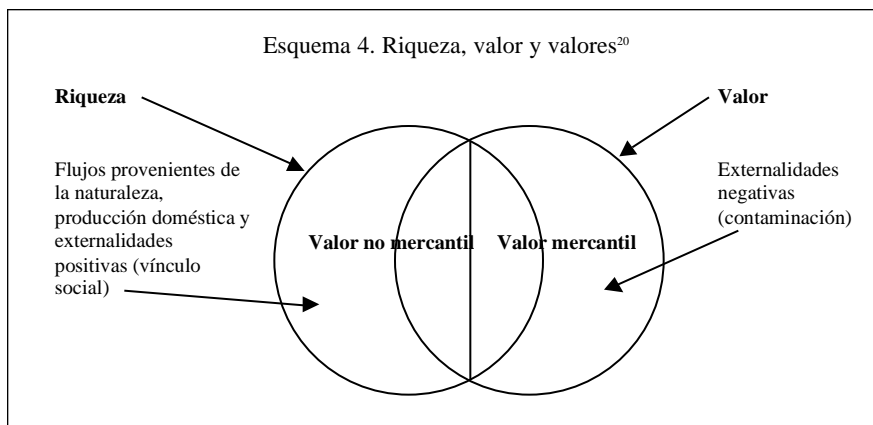 Esquema 4. Riqueza, valor y valores20
Riqueza
Valor
Flujos provenientes de
la naturaleza,
producción doméstica y
externalidades
positivas (vínculo
social)
Externalidades
negativas
(contaminación)
Valor no mercantil
Valor mercantil